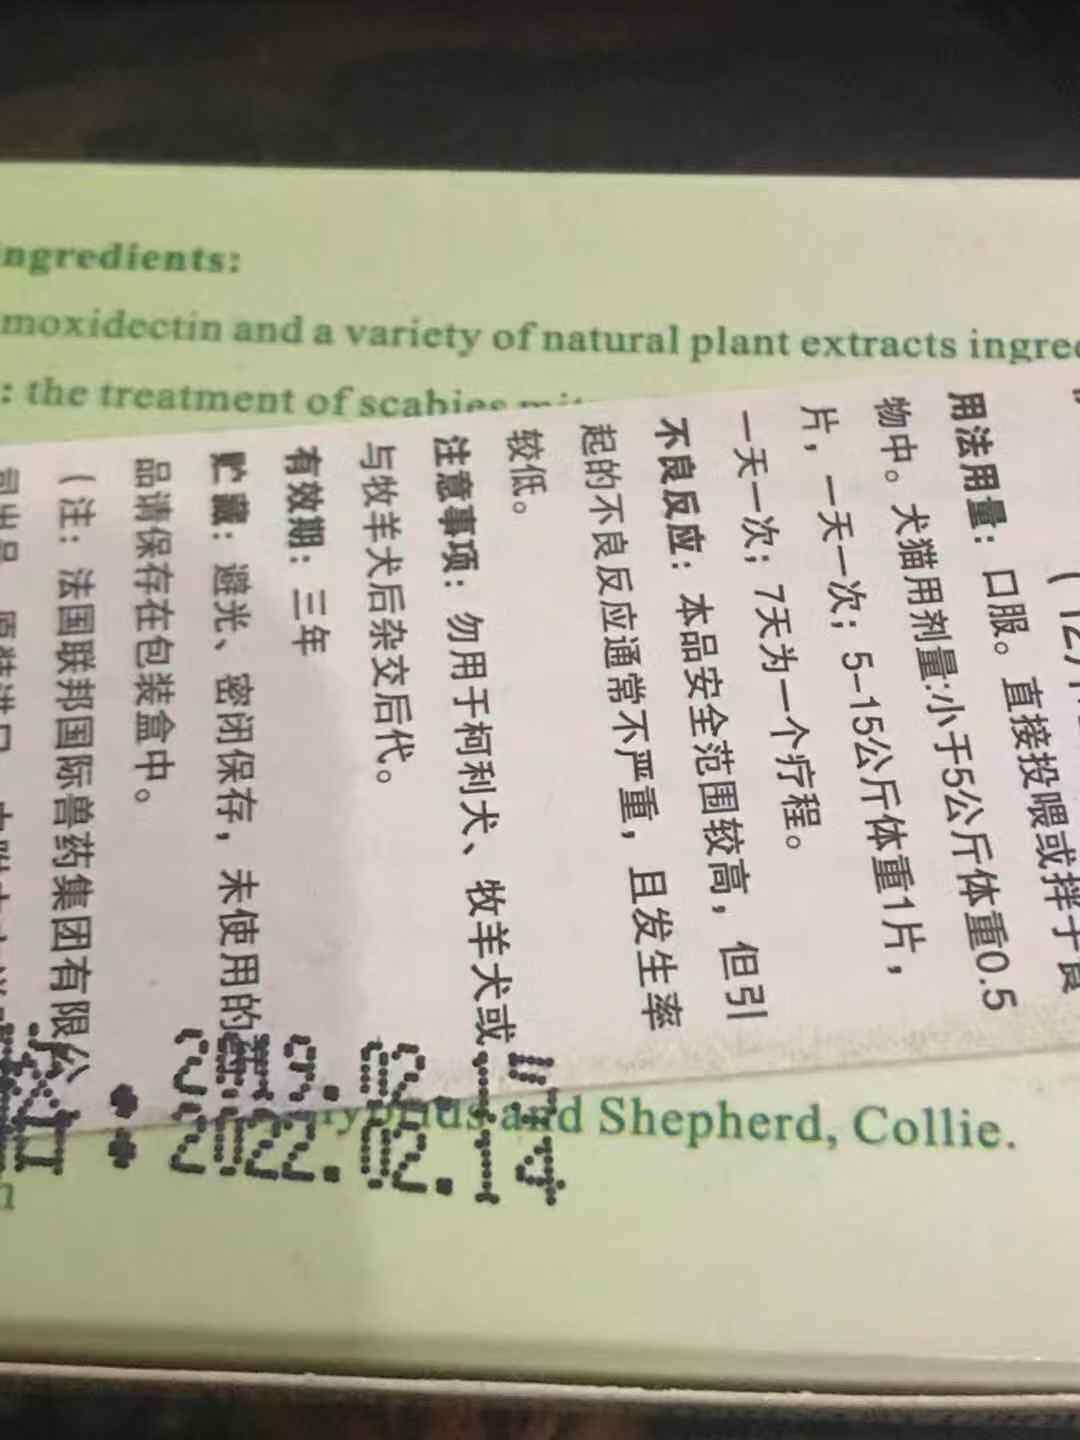 ngredients:
moxidectin and a variety of natural plant extracts ingre
: the treatment of scabies
用法用量：口服。直接投喂或拌于食
物中。犬猫用剂量:小于5公斤体重0.5
片，一天一次；5-15公斤体重1片，
一天一次；7天为一个疗程。
不良反应：本品安全范围较高，但引
起的不良反应通常不严重，且发生率
较低。
注意事项：勿用于柯利犬、牧羊犬或
与牧羊犬后杂交后代。
有效期：三年
贮藏：避光、密闭保存，未使用的
品请保存在包装盒中。
（注：法国联邦国际兽药集团有限公
and Shepherd, Collie.